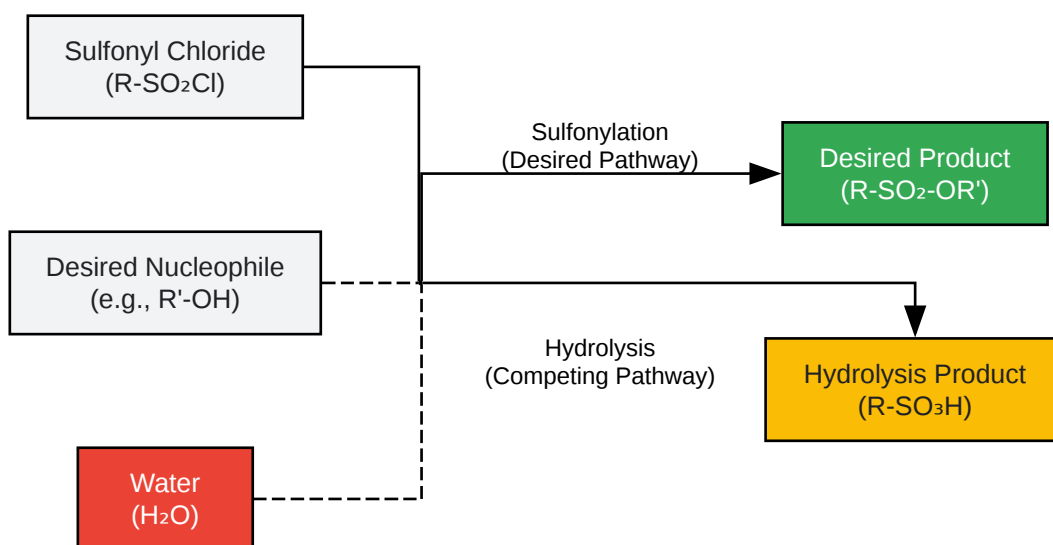 Sulfonyl Chloride
(R-SO₂Cl)
Sulfonylation
(Desired Pathway)
Desired Product
(R-SO₂-OR')
Desired Nucleophile
(e.g., R'-OH)
Hydrolysis
(Competing Pathway)
Hydrolysis Product
(R-SO₃H)
Water
(H₂O)